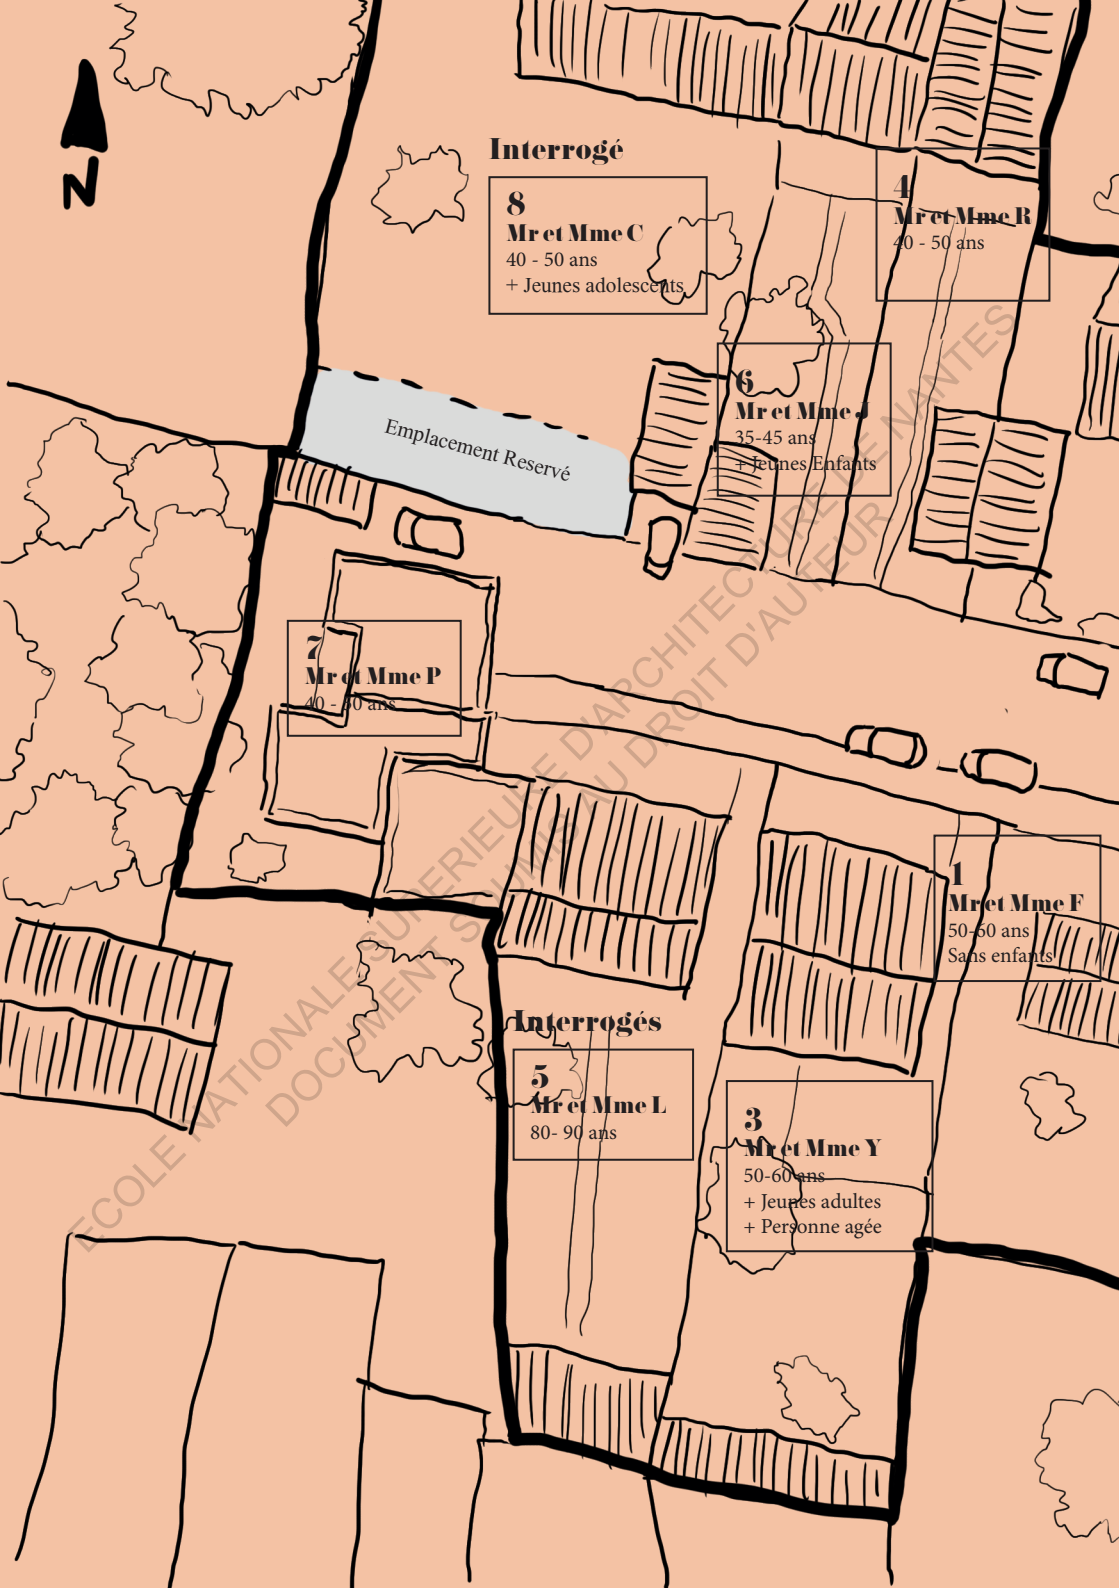 N
Interrogé
8
Mr et Mme C
40 - 50 ans
+ Jeunes adolescents
4
Mr et Mme R
40 - 50 ans
6
Mr et Mme J
35-45 ans
+ Jeunes Enfants
Emplacement Reservé
7
Mr et Mme P
40 - 50 ans
1
Mr et Mme F
50-60 ans
Sans enfants
Interrogés
5
Mr et Mme L
80- 90 ans
3
Mr et Mme Y
50-60 ans
+ Jeunes adultes
+ Personne agée
ECOLE NATIONALE SUPERIEURE D'ARCHITECTURE DE NANTES
DOCUMENT SOUMIS AU DROIT D'AUTEUR